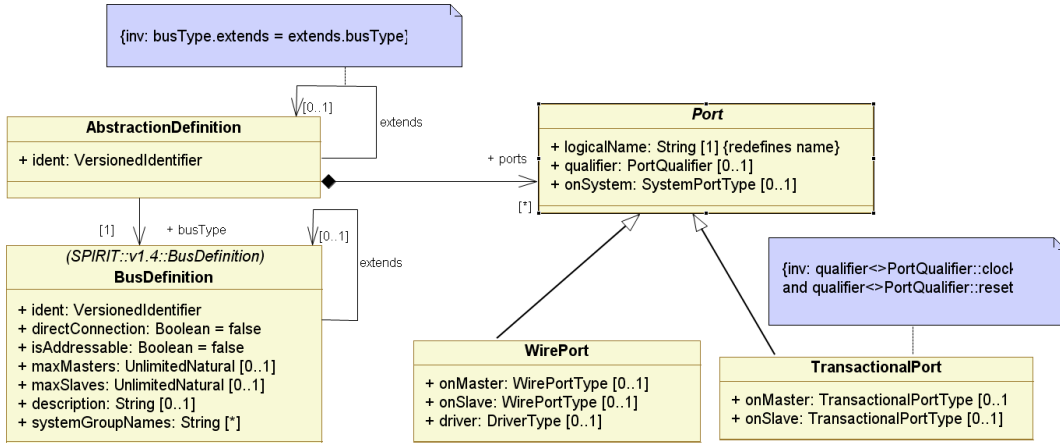 {inv: busType.extends = extends.busType}
[0..1]
extends
AbstractionDefinition
+ ident: VersionedIdentifier
Port
+ logicalName: String [1] {redefines name}
+ qualifier: PortQualifier [0..1]
+ onSystem: SystemPortType [0..1]
+ ports
[*]
[1]
+ busType
[0..1]
extends
(SPIRIT::v1.4::BusDefinition)
BusDefinition
+ ident: VersionedIdentifier
+ directConnection: Boolean = false
+ isAddressable: Boolean = false
+ maxMasters: UnlimitedNatural [0..1]
+ maxSlaves: UnlimitedNatural [0..1]
+ description: String [0..1]
+ systemGroupNames: String [*]
{inv: qualifier<>PortQualifier::clock
and qualifier<>PortQualifier::reset
WirePort
+ onMaster: WirePortType [0..1]
+ onSlave: WirePortType [0..1]
+ driver: DriverType [0..1]
TransactionalPort
+ onMaster: TransactionalPortType [0..1
+ onSlave: TransactionalPortType [0..1]